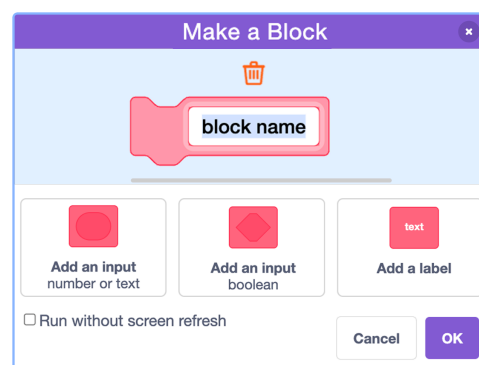 Make a Block
block name
text
Add an input
number or text
Add an input
boolean
Add a label
Run without screen refresh
Cancel
OK